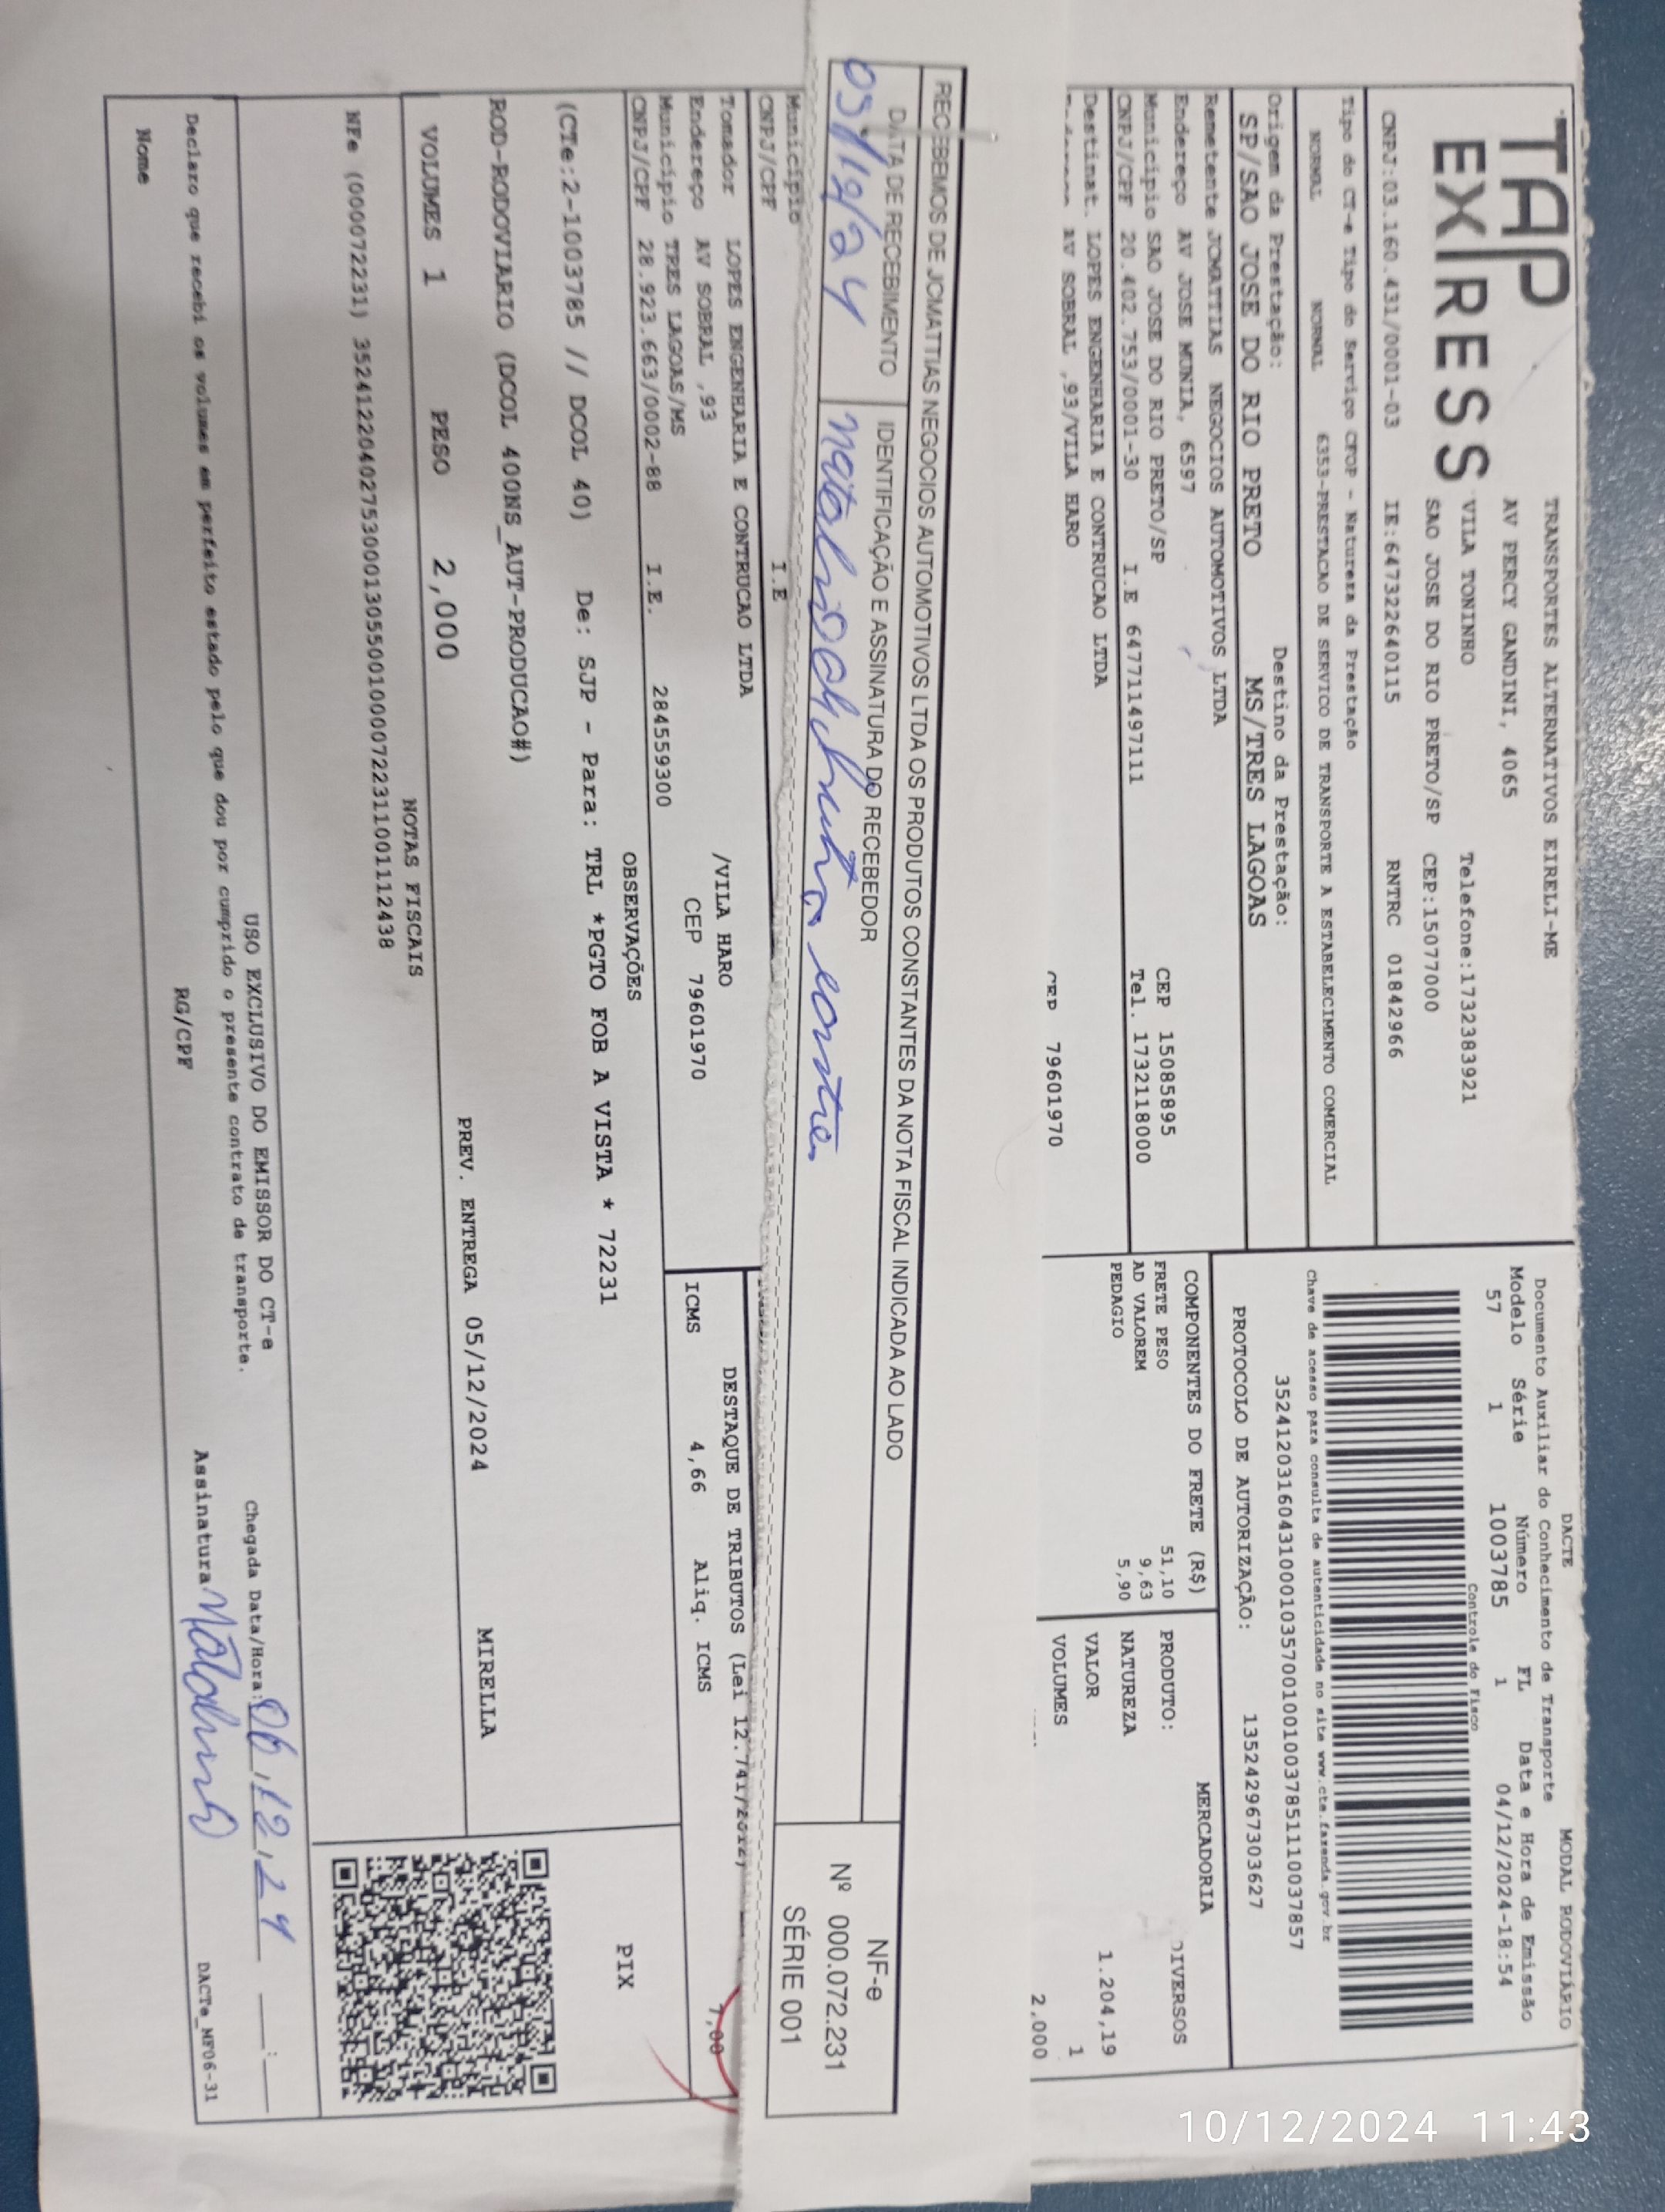 TAP
EXPRESS
TRANSPORTES ALTERNATIVOS EIRELI-ME
AV PERCY GANDINI, 4065
VILA TONINHO Telefone:1732383921
SAO JOSE DO RIO PRETO/SP CEP:15077000
CNPJ:03.160.431/0001-03 IE:647322640115 RNTRC 01842966
DACTE MODAL RODOVIÁRIO
Documento Auxiliar do Conhecimento de Transporte
Modelo Série Número FL Data e Hora de Emissão
57 1 1003785 1 04/12/2024-18:54
Controle do Fisco
Tipo do CT-e Tipo do Serviço CFOP - Natureza da Prestação
NORMAL NORMAL 6353-PRESTACAO DE SERVICO DE TRANSPORTE A ESTABELECIMENTO COMERCIAL
Chave de acesso para consulta de autenticidade no site www.cte.fazenda.gov.br
35241203160431000103570010010037851110037857
Origem da Prestação: Destino da Prestação:
SP/SAO JOSE DO RIO PRETO MS/TRES LAGOAS
PROTOCOLO DE AUTORIZAÇÃO: 135242967303627
Remetente JOMATTIAS NEGOCIOS AUTOMOTIVOS LTDA
Endereço AV JOSE MUNIA, 6597
Município SAO JOSE DO RIO PRETO/SP CEP 15085895
CNPJ/CPF 20.402.753/0001-30 I.E 647711497111 Tel. 1732118000
Destinat. LOPES ENGENHARIA E CONTRUCAO LTDA
AV SOBRAL ,93/VILA HARO
CEP 79601970
COMPONENTES DO FRETE (R$)
FRETE PESO 51,10
AD VALOREM 9,63
PEDAGIO 5,90
MERCADORIA
PRODUTO: DIVERSOS
NATUREZA
VALOR 1.204,19
VOLUMES 1
2,000
RECEBEMOS DE JOMATTIAS NEGOCIOS AUTOMOTIVOS LTDA OS PRODUTOS CONSTANTES DA NOTA FISCAL INDICADA AO LADO
DATA DE RECEBIMENTO IDENTIFICAÇÃO E ASSINATURA DO RECEBEDOR
NF-e
Nº 000.072.231
SÉRIE 001
Município
CNPJ/CPF I.E
Tomador LOPES ENGENHARIA E CONTRUCAO LTDA
Endereço AV SOBRAL ,93 /VILA HARO
Município TRES LAGOAS/MS CEP 79601970
CNPJ/CPF 28.923.663/0002-88 I.E. 284559300
DESTAQUE DE TRIBUTOS (Lei 12.741/2012)
ICMS 4,66 Aliq. ICMS 7,00
OBSERVAÇÕES
(CTe:2-1003785 // DCOL 40) De: SJP - Para: TRL *PGTO FOB A VISTA * 72231
ROD-RODOVIARIO (DCOL 400NS_AUT-PRODUCAO#)
PIX
VOLUMES 1 PESO 2,000 PREV. ENTREGA 05/12/2024 MIRELLA
NOTAS FISCAIS
NFe (000072231) 35241220402753000130550010000722311001112438
USO EXCLUSIVO DO EMISSOR DO CT-e
Declaro que recebi os volumes em perfeito estado pelo que dou por cumprido o presente contrato de transporte.
Chegada Data/Hora: 06 12 24
Nome RG/CPF Assinatura
DACTe_MF06-31
10/12/2024 11:43